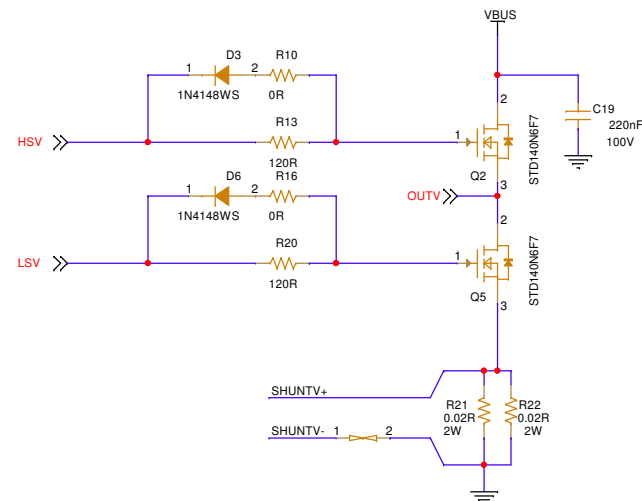 VBUS
D3
R10
1
2
1N4148WS
0R
2
C19
220nF
100V
HSV
R13
120R
1
STD140N6F7
Q2
3
D6
R16
1
2
1N4148WS
0R
OUTV
2
LSV
R20
120R
1
STD140N6F7
Q5
3
SHUNTV+
R21
0.02R
2W
R22
0.02R
2W
SHUNTV-
1
2